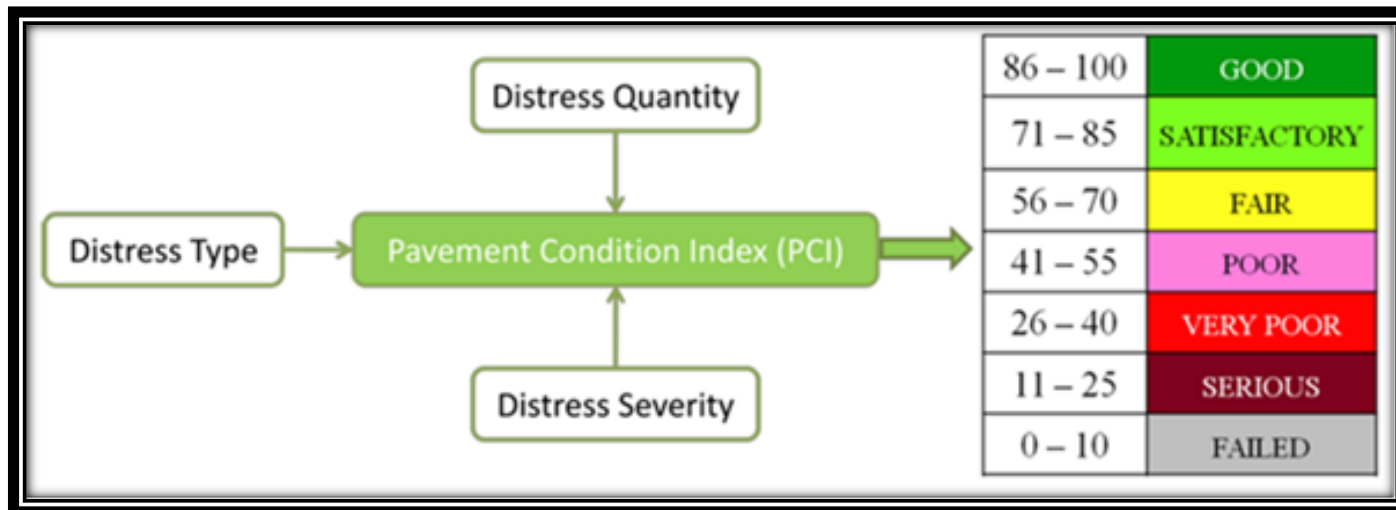 Distress Quantity
Distress Type
Pavement Condition Index (PCI)
Distress Severity
86 – 100 GOOD
71 – 85 SATISFACTORY
56 – 70 FAIR
41 – 55 POOR
26 – 40 VERY POOR
11 – 25 SERIOUS
0 – 10 FAILED